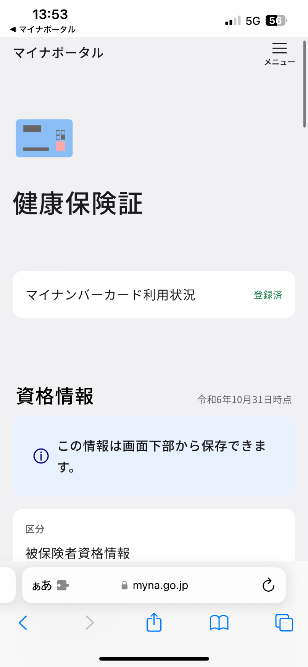 13:53
5G 56
◀ マイナポータル
マイナポータル
メニュー
健康保険証
マイナンバーカード利用状況 登録済
資格情報 令和6年10月31日時点
この情報は画面下部から保存できま
す。
区分
被保険者資格情報
ぁあ myna.go.jp